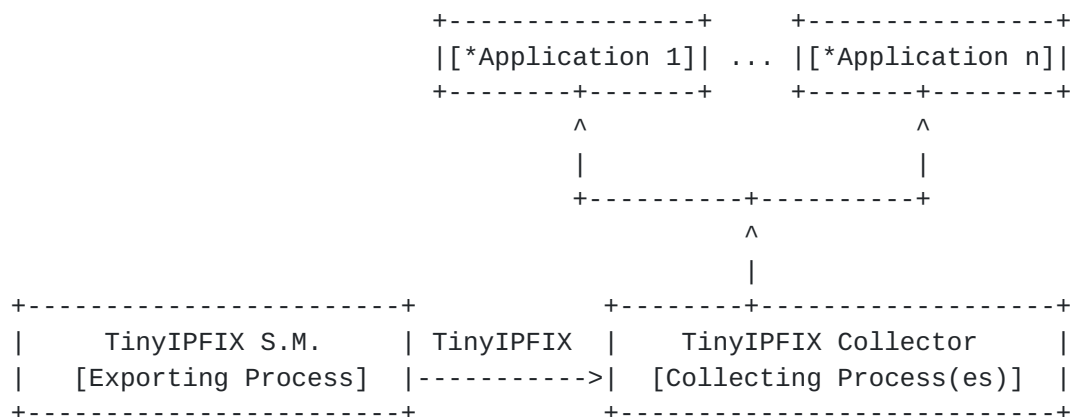 [*Application 1] ... [*Application n]
TinyIPFIX S.M. TinyIPFIX TinyIPFIX Collector
[Exporting Process] [Collecting Process(es)]